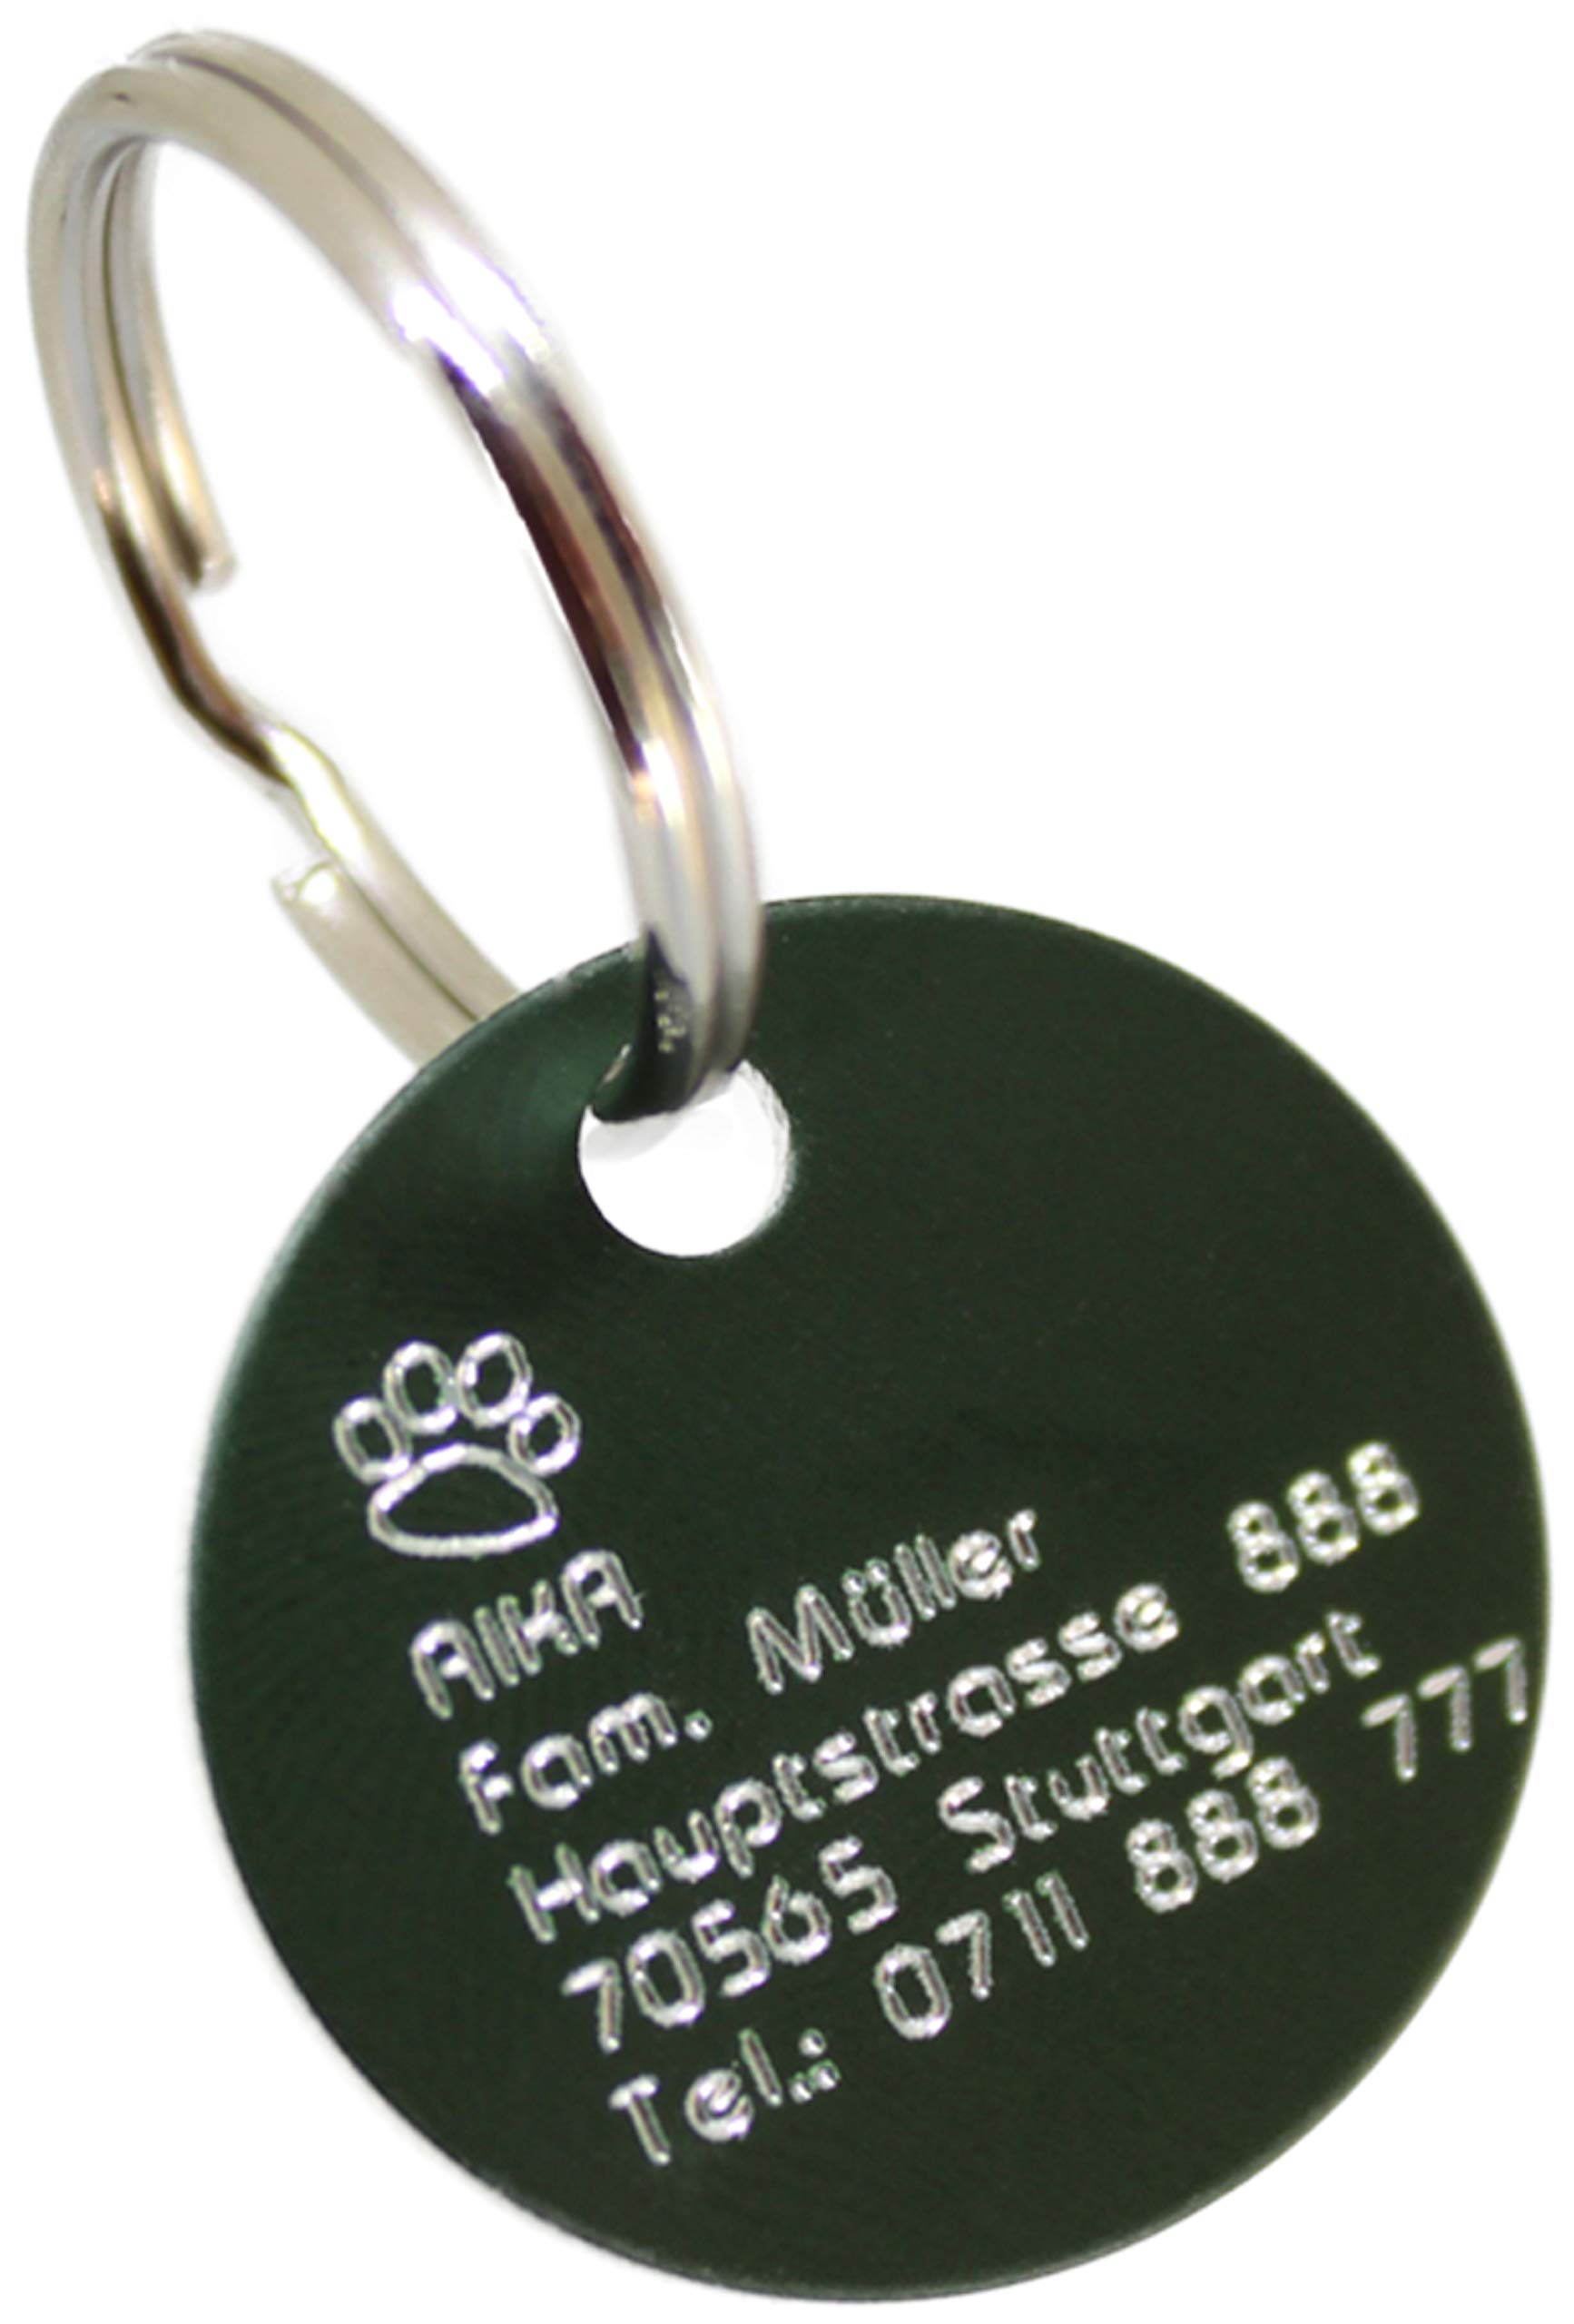 AIKA
Fam. Müller
Hauptstrasse 888
70565 Stuttgart
Tel.: 0711 888 777